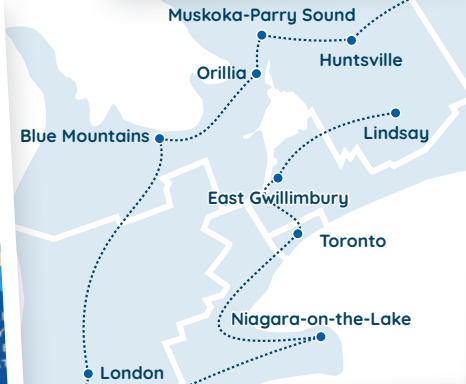 Muskoka-Parry Sound
Huntsville
Orillia
Blue Mountains
Lindsay
East Gwillimbury
Toronto
Niagara-on-the-Lake
London